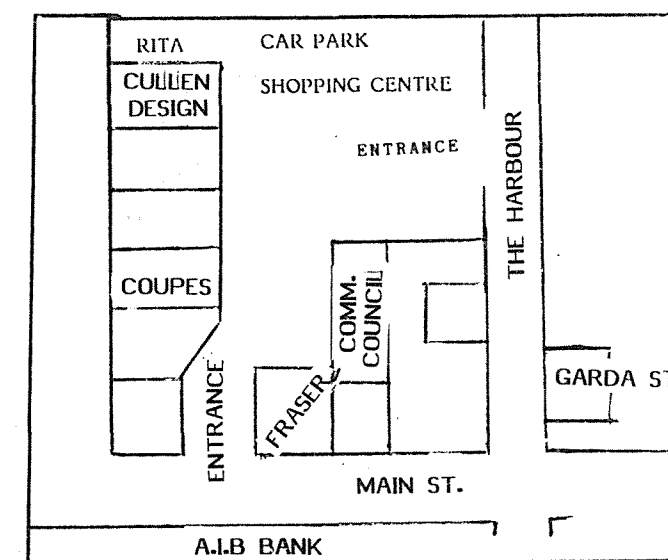 RITA
CAR PARK
CULLEN
DESIGN
SHOPPING CENTRE
ENTRANCE
THE HARBOUR
COUPES
COMM.
COUNCIL
FRASER
ENTRANCE
GARDA ST
MAIN ST.
A.I.B BANK